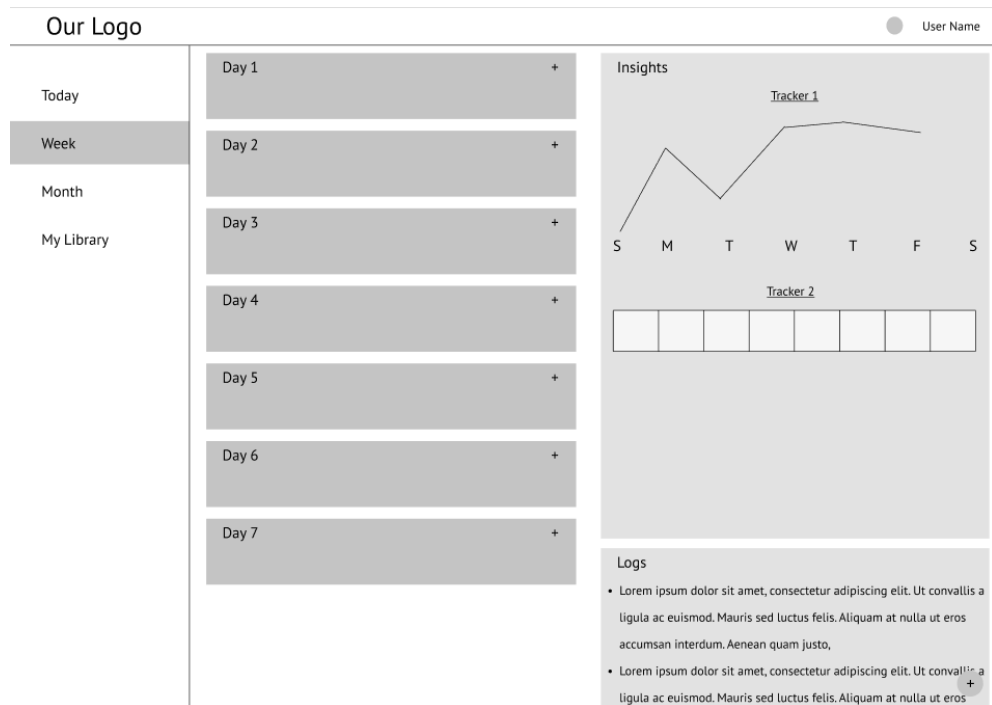 Our Logo
User Name
Today
Week
Month
My Library
Day 1 +
Day 2 +
Day 3 +
Day 4 +
Day 5 +
Day 6 +
Day 7 +
Insights
Tracker 1
S M T W T F S
Tracker 2
Logs
• Lorem ipsum dolor sit amet, consectetur adipiscing elit. Ut convallis a
ligula ac euismod. Mauris sed luctus felis. Aliquam at nulla ut eros
accumsan interdum. Aenean quam justo,
• Lorem ipsum dolor sit amet, consectetur adipiscing elit. Ut convallis a
+
ligula ac euismod. Mauris sed luctus felis. Aliquam at nulla ut eros